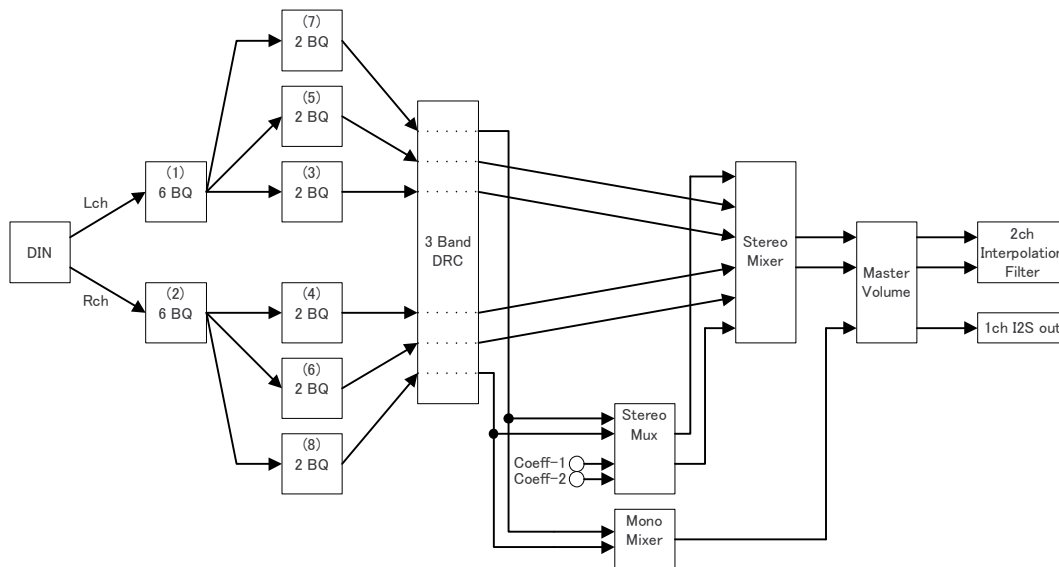 (7)
2 BQ
(5)
2 BQ
(1)
6 BQ
(3)
2 BQ
Lch
DIN
Rch
3 Band
DRC
Stereo
Mixer
Master
Volume
2ch
Interpolation
Filter
1ch I2S out
(2)
6 BQ
(4)
2 BQ
(6)
2 BQ
(8)
2 BQ
Stereo
Mux
Coeff-1
Coeff-2
Mono
Mixer